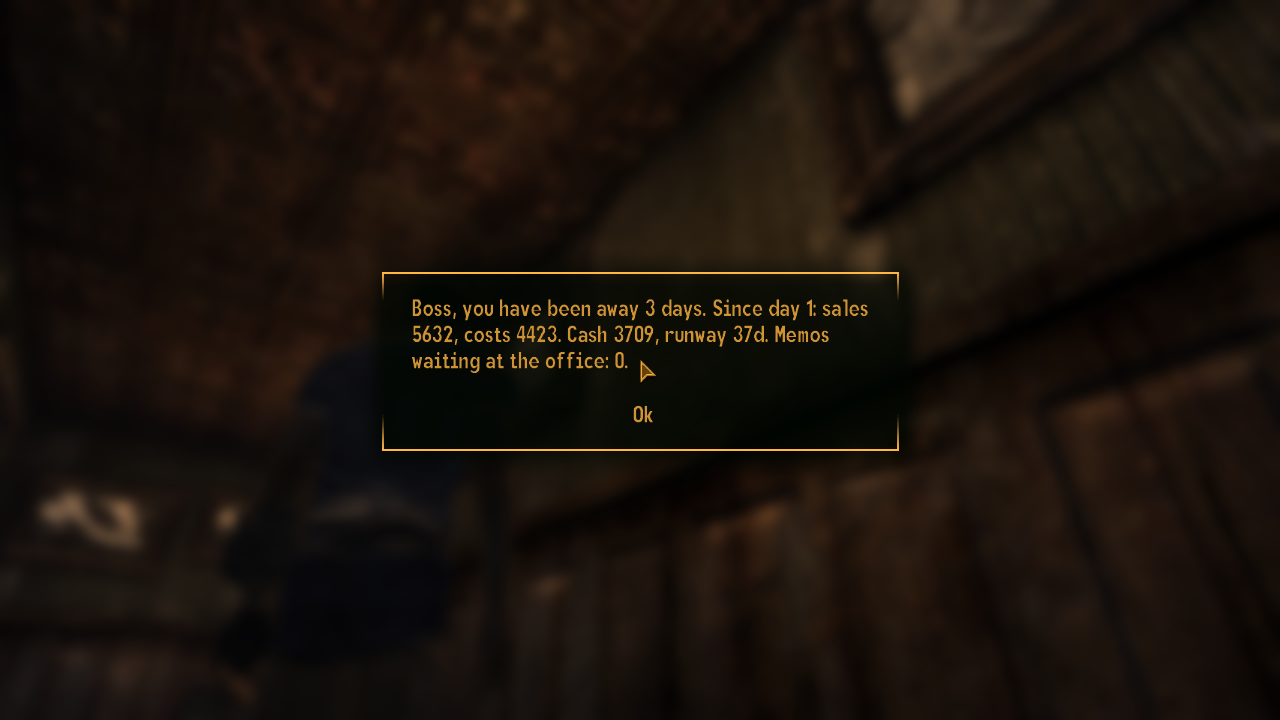 Boss, you have been away 3 days. Since day 1: sales
5632, costs 4423. Cash 3709, runway 37d. Memos
waiting at the office: 0.
Ok